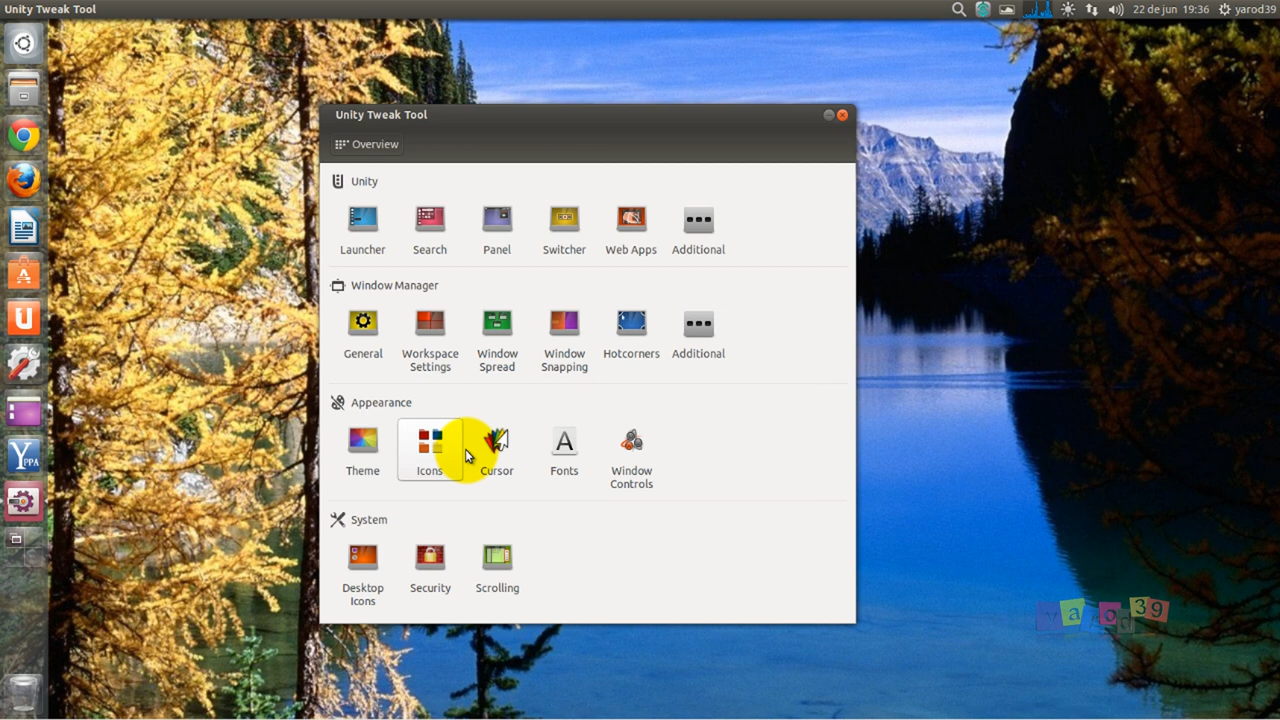 Unity Tweak Tool
22 de jun 19:36
yarod39
Unity Tweak Tool
Overview
Unity
Launcher
Search
Panel
Switcher
Web Apps
Additional
Window Manager
General
Workspace
Settings
Window
Spread
Window
Snapping
Hotcorners
Additional
Appearance
Theme
Icons
Cursor
Fonts
Window
Controls
System
Desktop
Icons
Security
Scrolling
YPPA
yarod39